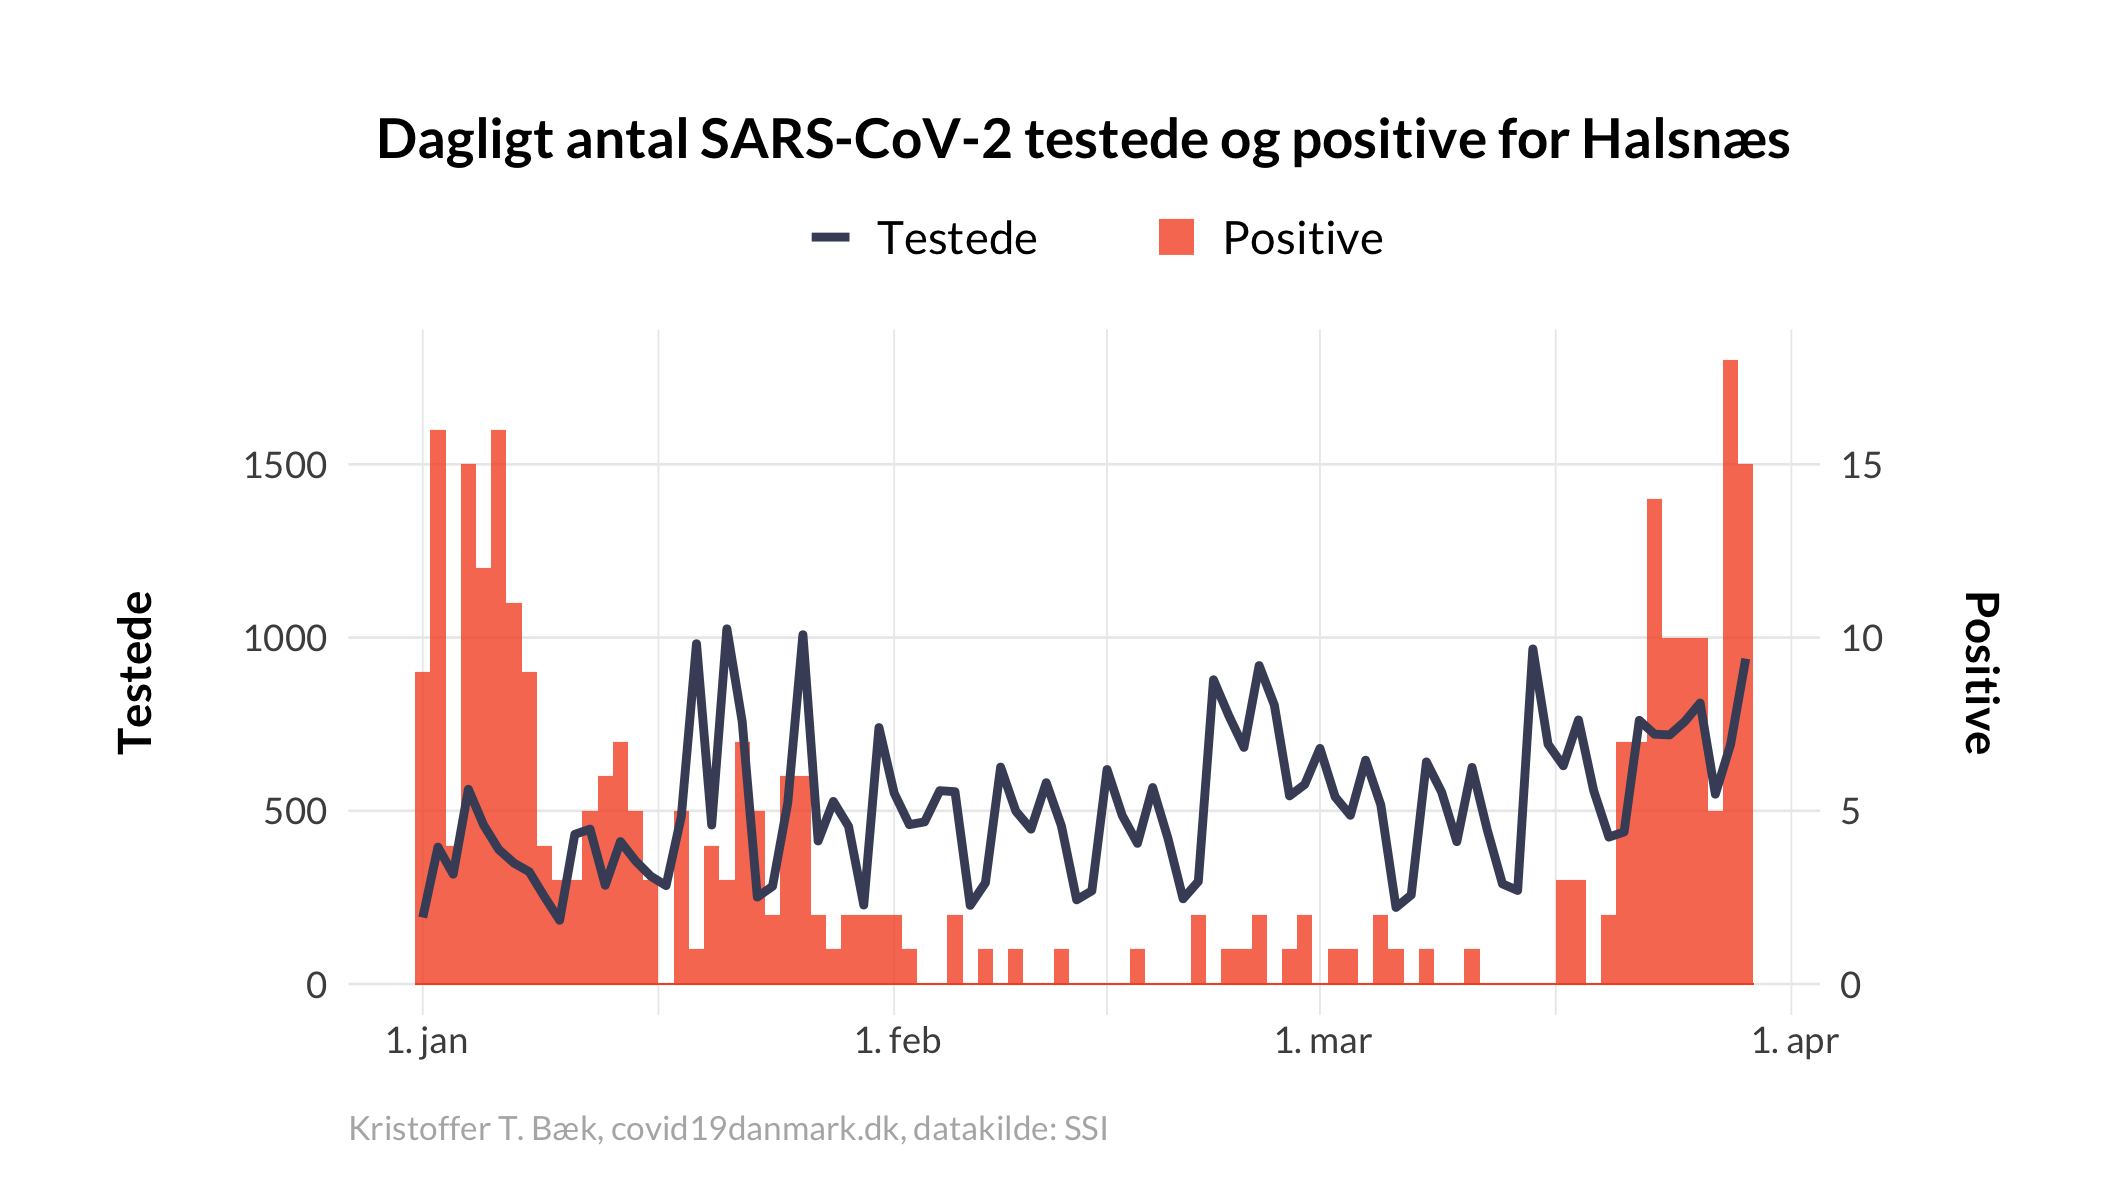 Dagligt antal SARS-CoV-2 testede og positive for Halsnæs
Testede Positive
1500 15
1000 10
500 5
0 0
Testede
Positive
1. jan 1. feb 1. mar 1. apr
Kristoffer T. Bæk, covid19danmark.dk, datakilde: SSI